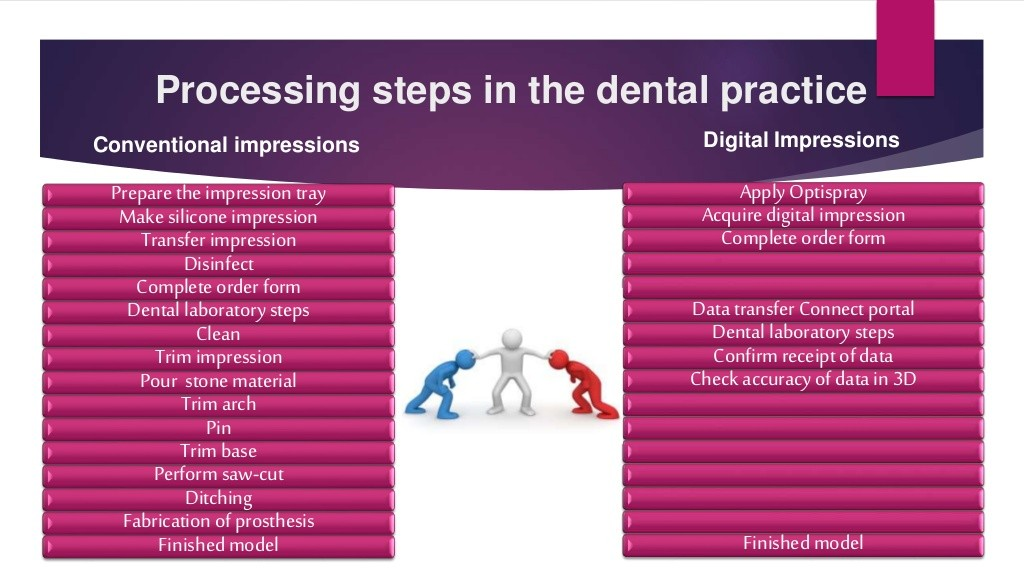 Processing steps in the dental practice
Conventional impressions
Prepare the impression tray
Make silicone impression
Transfer impression
Disinfect
Complete order form
Dental laboratory steps
Clean
Trim impression
Pour stone material
Trim arch
Pin
Trim base
Perform saw-cut
Ditching
Fabrication of prosthesis
Finished model
Digital Impressions
Apply Optispray
Acquire digital impression
Complete order form
Data transfer Connect portal
Dental laboratory steps
Confirm receipt of data
Check accuracy of data in 3D
Finished model